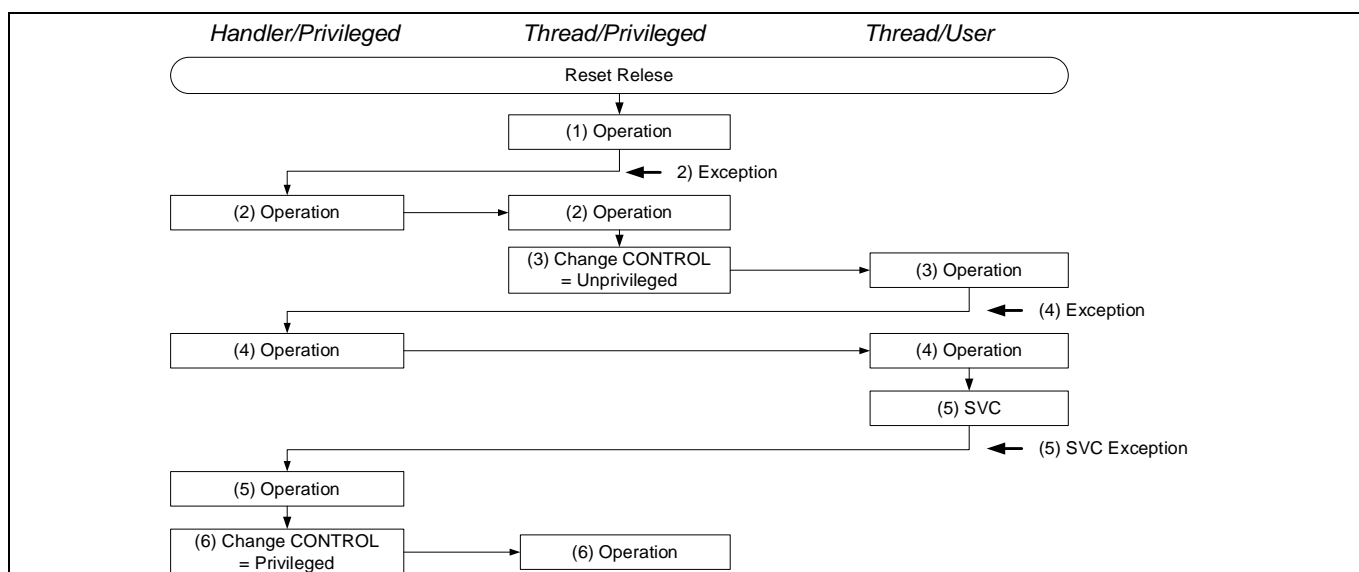 Handler/Privileged Thread/Privileged Thread/User
Reset Relese
(1) Operation
2) Exception
(2) Operation (2) Operation
(3) Change CONTROL
= Unprivileged
(3) Operation
(4) Exception
(4) Operation (4) Operation
(5) SVC
(5) SVC Exception
(5) Operation
(6) Change CONTROL
= Privileged
(6) Operation